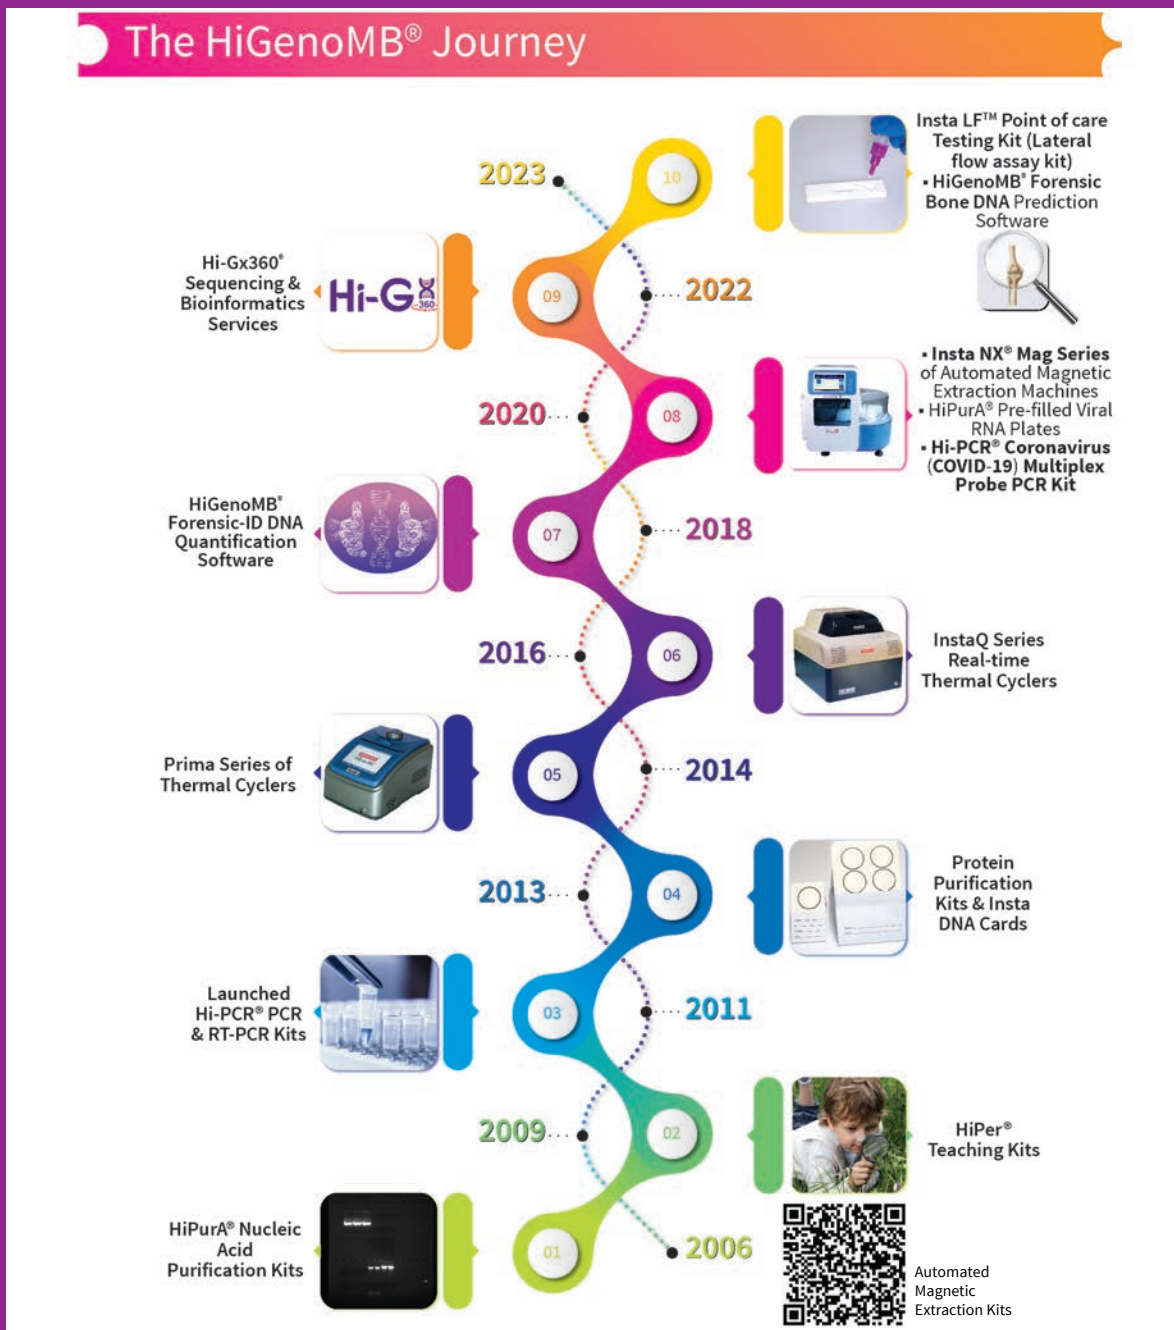 The HiGenoMB® Journey
2023
10
Insta LF™ Point of care
Testing Kit (Lateral
flow assay kit)
▪ HiGenoMB® Forensic
Bone DNA Prediction
Software
Hi-Gx360®
Sequencing &
Bioinformatics
Services
Hi-GX
360
09
2022
2020
08
▪ Insta NX® Mag Series
of Automated Magnetic
Extraction Machines
▪ HiPurA® Pre-filled Viral
RNA Plates
▪ Hi-PCR® Coronavirus
(COVID-19) Multiplex
Probe PCR Kit
HiGenoMB®
Forensic-ID DNA
Quantification
Software
07
2018
2016
06
InstaQ Series
Real-time
Thermal Cyclers
Prima Series of
Thermal Cyclers
05
2014
2013
04
Protein
Purification
Kits & Insta
DNA Cards
Launched
Hi-PCR® PCR
& RT-PCR Kits
03
2011
2009
02
HiPer®
Teaching Kits
HiPurA® Nucleic
Acid
Purification Kits
01
2006
Automated
Magnetic
Extraction Kits